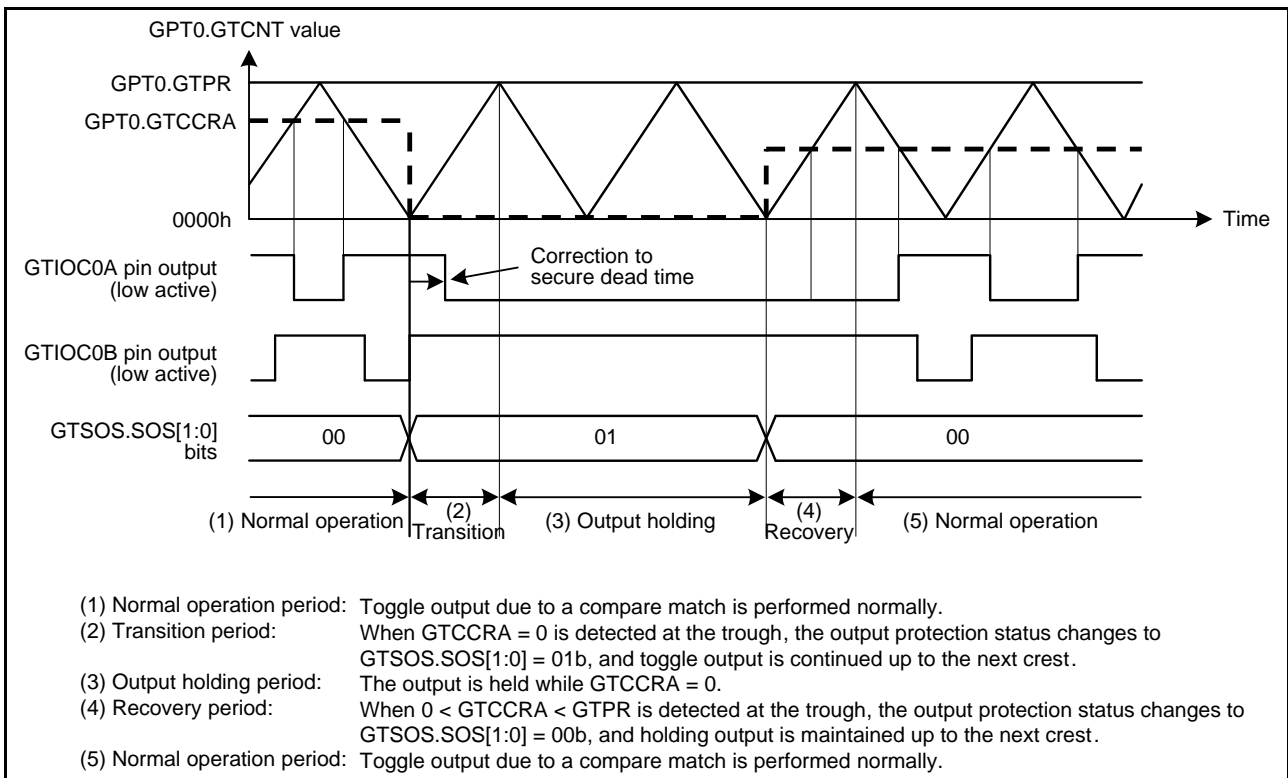 GPT0.GTCNT value
GPT0.GTPR
GPT0.GTCCRA
0000h
Time
GTIOC0A pin output
(low active)
Correction to
secure dead time
GTIOC0B pin output
(low active)
GTSOS.SOS[1:0]
bits
00
01
00
(1) Normal operation
(2)
Transition
(3) Output holding
(4)
Recovery
(5) Normal operation
(1) Normal operation period: Toggle output due to a compare match is performed normally.
(2) Transition period: When GTCCRA = 0 is detected at the trough, the output protection status changes to
GTSOS.SOS[1:0] = 01b, and toggle output is continued up to the next crest.
(3) Output holding period: The output is held while GTCCRA = 0.
(4) Recovery period: When 0 < GTCCRA < GTPR is detected at the trough, the output protection status changes to
GTSOS.SOS[1:0] = 00b, and holding output is maintained up to the next crest.
(5) Normal operation period: Toggle output due to a compare match is performed normally.